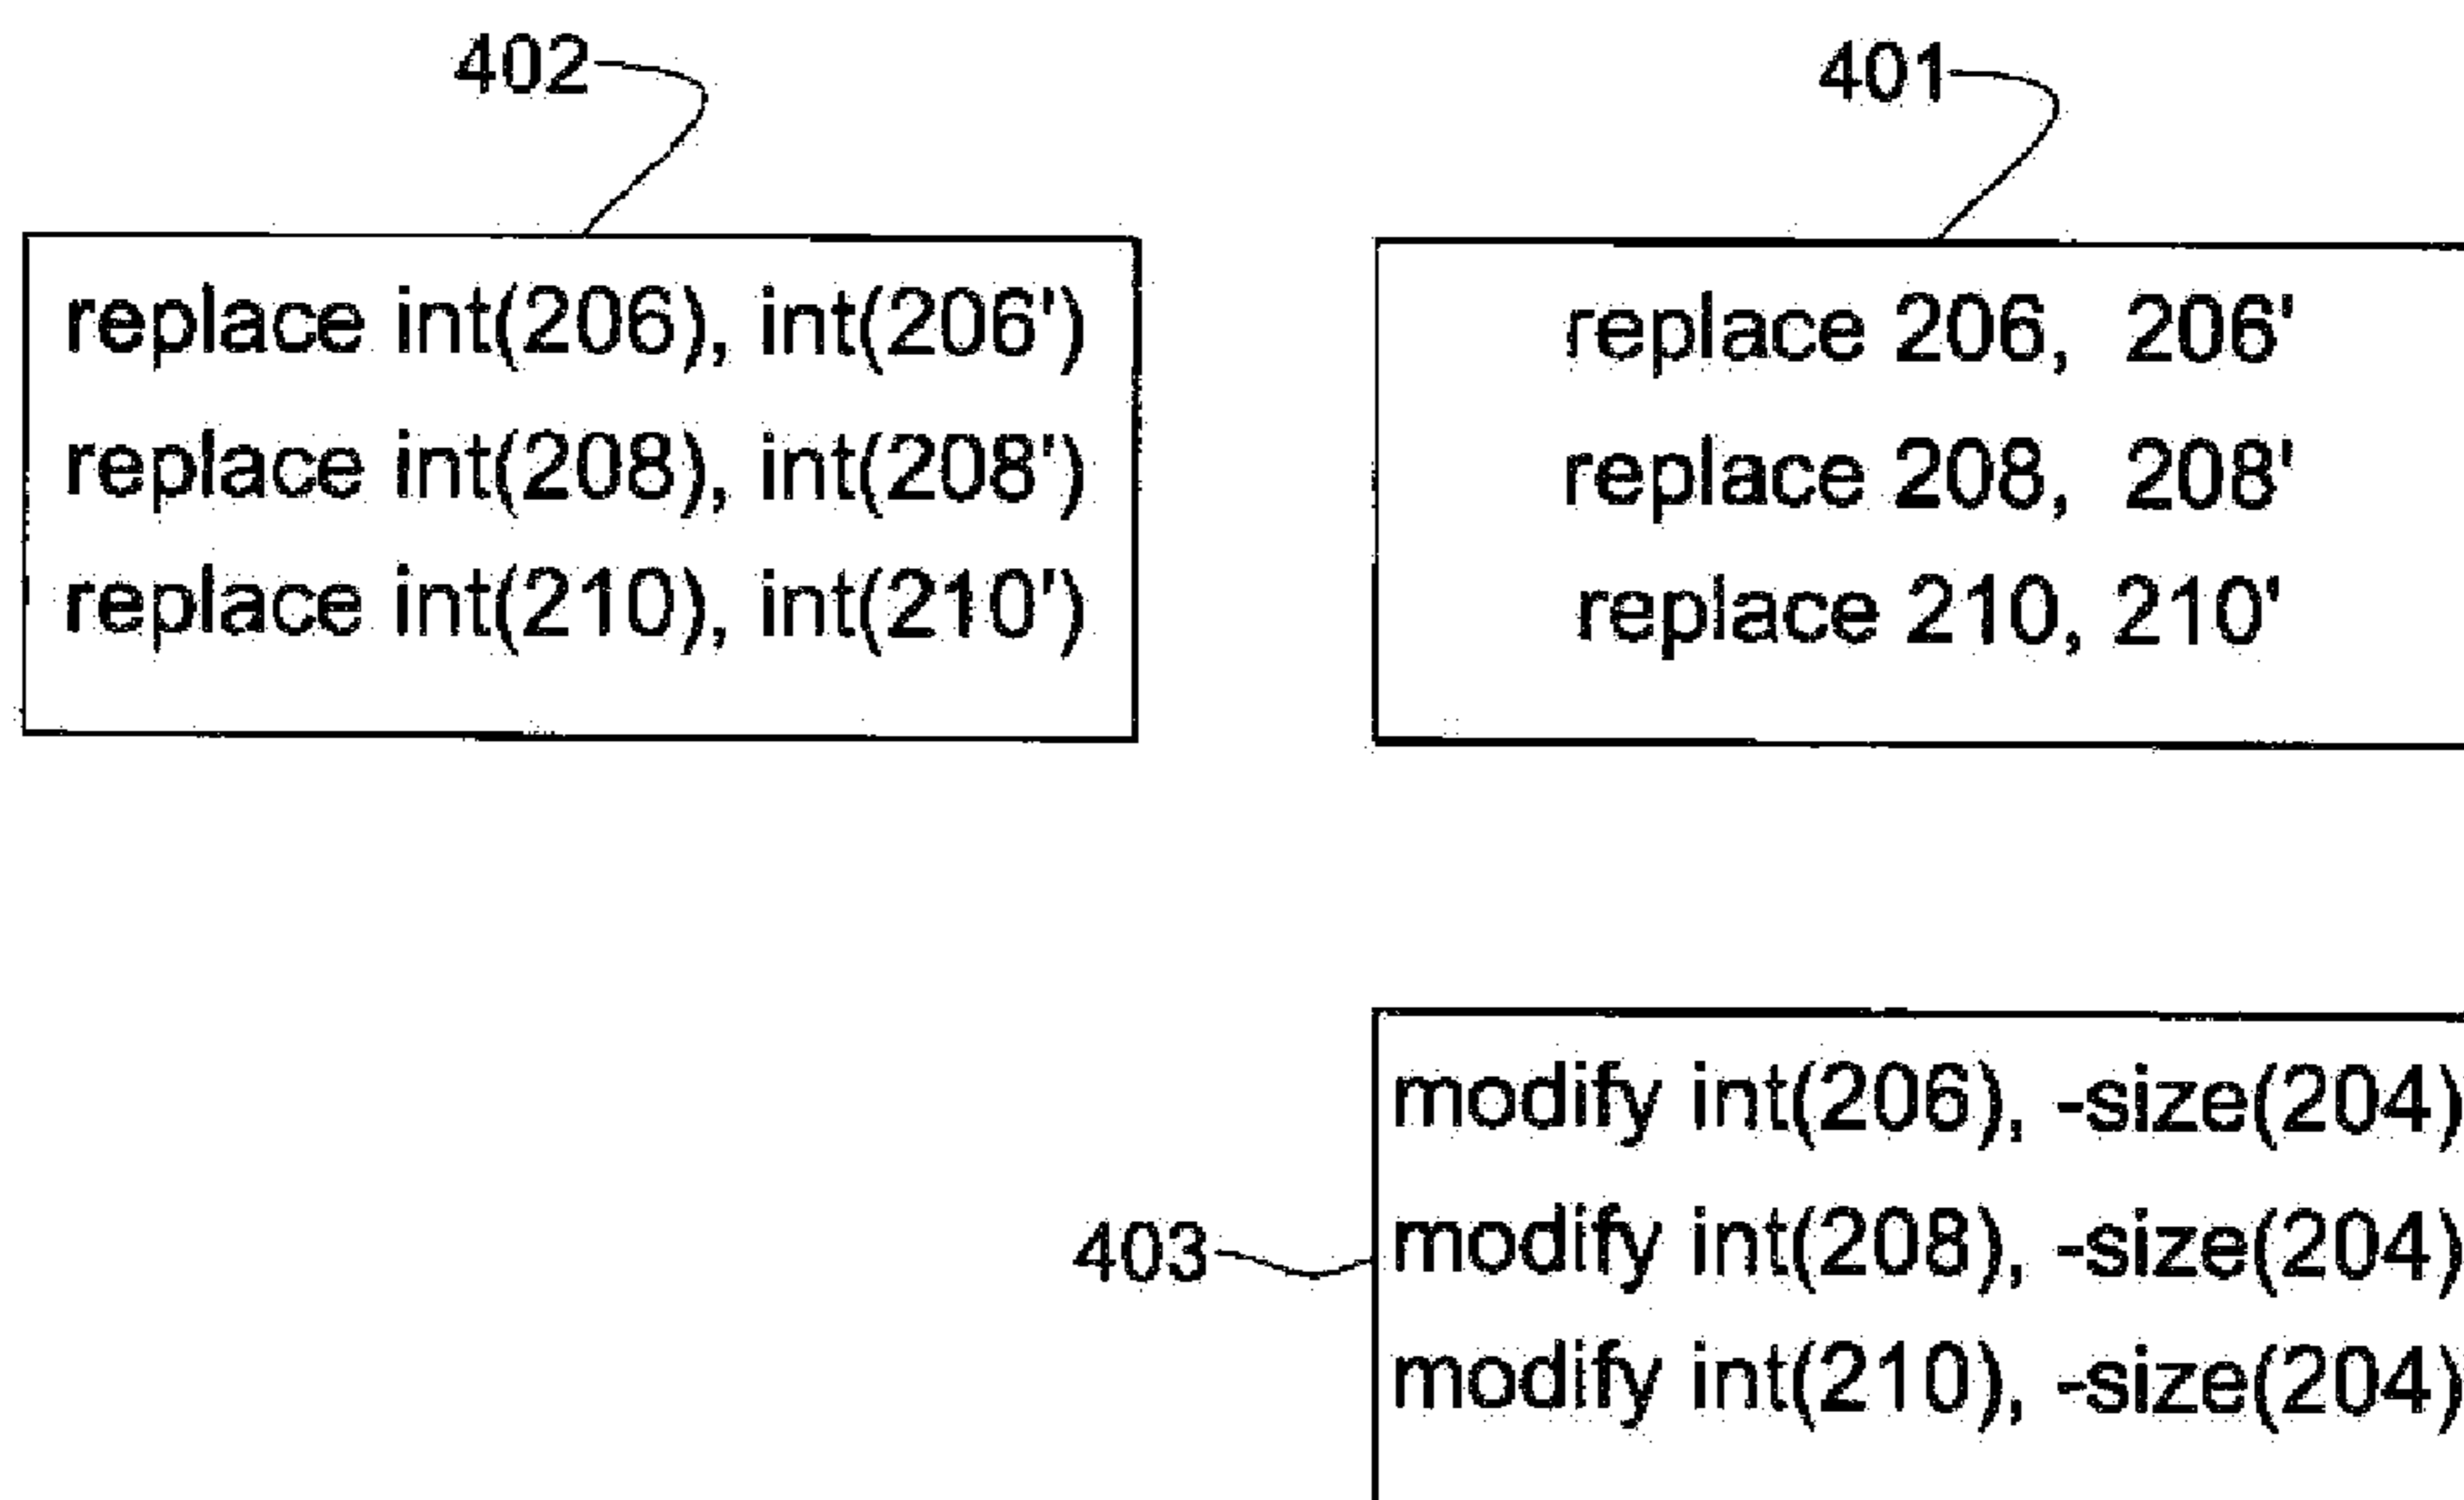 402
401
replace int(206), int(206')
replace int(208), int(208')
replace int(210), int(210')
replace 206, 206'
replace 208, 208'
replace 210, 210'
403
modify int(206), -size(204)
modify int(208), -size(204)
modify int(210), -size(204)